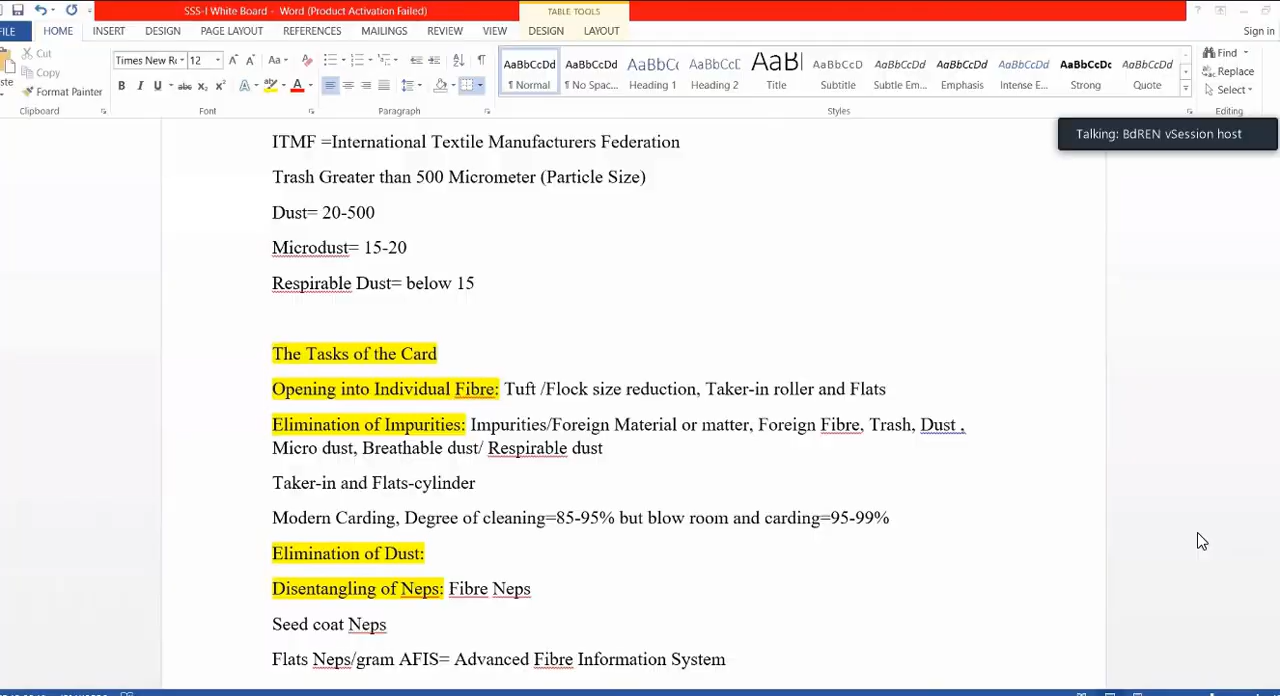 SSS-I White Board - Word (Product Activation Failed)
TABLE TOOLS
FILE HOME INSERT DESIGN PAGE LAYOUT REFERENCES MAILINGS REVIEW VIEW DESIGN LAYOUT
Sign in
Cut
Copy
Format Painter
Clipboard
Times New Ro 12
Font
Paragraph
AaBbCcDd AaBbCcDd AaBbC( AaBbCcE AaB AaBbCcD AaBbCcDd AaBbCcDd AaBbCcDd AaBbCcDc AaBbCcDd
¶ Normal ¶ No Spac... Heading 1 Heading 2 Title Subtitle Subtle Em... Emphasis Intense E... Strong Quote
Styles
Find
Replace
Select
Editing
Talking: BdREN vSession host
ITMF =International Textile Manufacturers Federation
Trash Greater than 500 Micrometer (Particle Size)
Dust= 20-500
Microdust= 15-20
Respirable Dust= below 15
The Tasks of the Card
Opening into Individual Fibre: Tuft /Flock size reduction, Taker-in roller and Flats
Elimination of Impurities: Impurities/Foreign Material or matter, Foreign Fibre, Trash, Dust ,
Micro dust, Breathable dust/ Respirable dust
Taker-in and Flats-cylinder
Modern Carding, Degree of cleaning=85-95% but blow room and carding=95-99%
Elimination of Dust:
Disentangling of Neps: Fibre Neps
Seed coat Neps
Flats Neps/gram AFIS= Advanced Fibre Information System